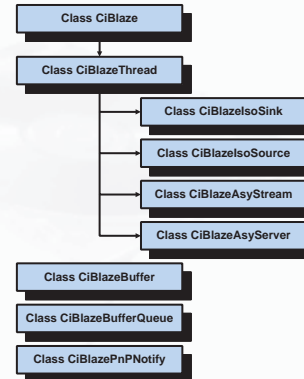 Class CiBlaze
Class CiBlazeThread
Class CiBlazeIsoSink
Class CiBlazeIsoSource
Class CiBlazeAsyStream
Class CiBlazeAsyServer
Class CiBlazeBuffer
Class CiBlazeBufferQueue
Class CiBlazePnPNotify